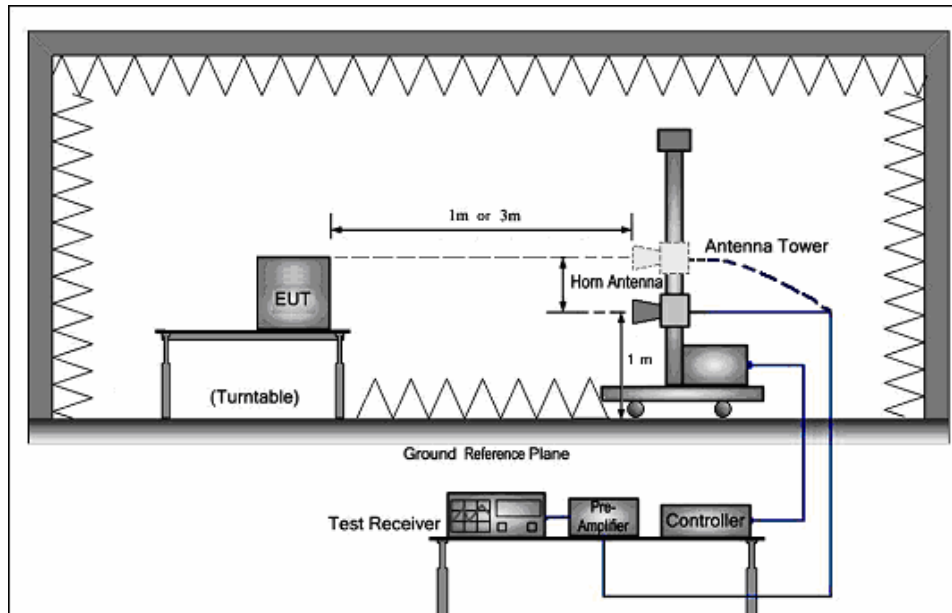 1m or 3m
Antenna Tower
Horn Antenna
EUT
1 m
(Turntable)
Ground Reference Plane
Test Receiver
Pre-
Amplifier
Controller